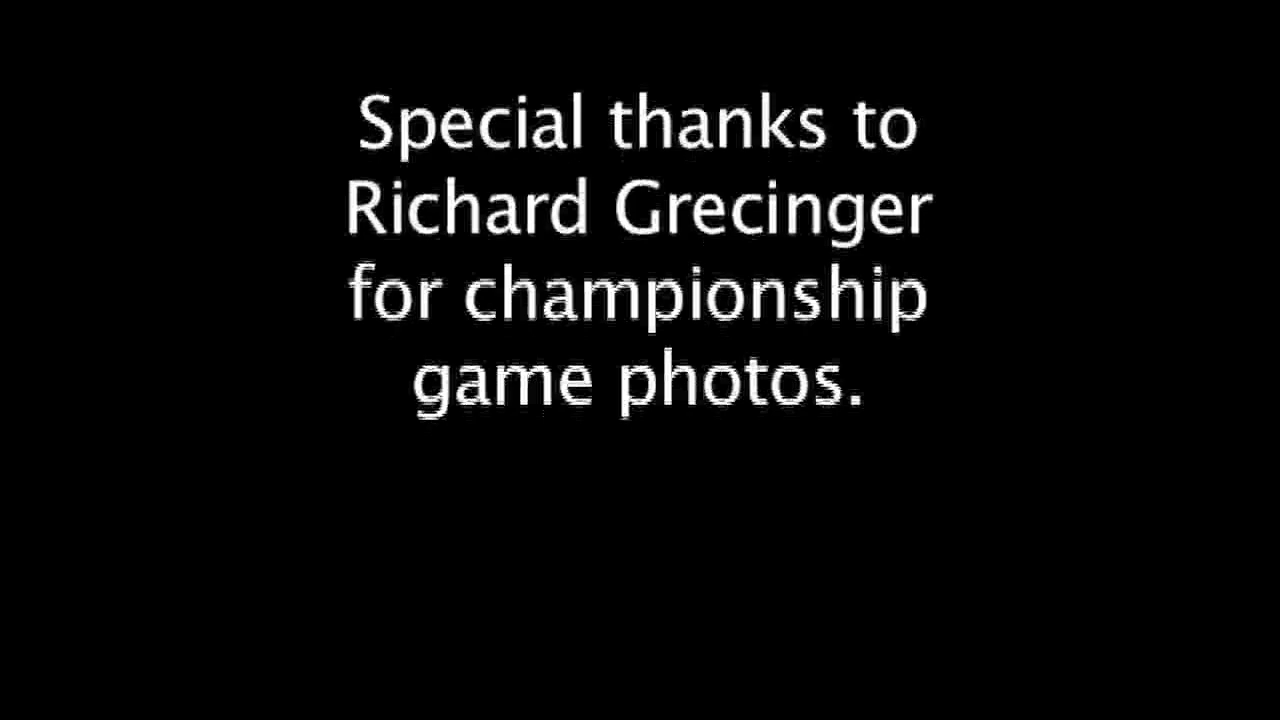 Special thanks to
Richard Grecinger
for championship
game photos.